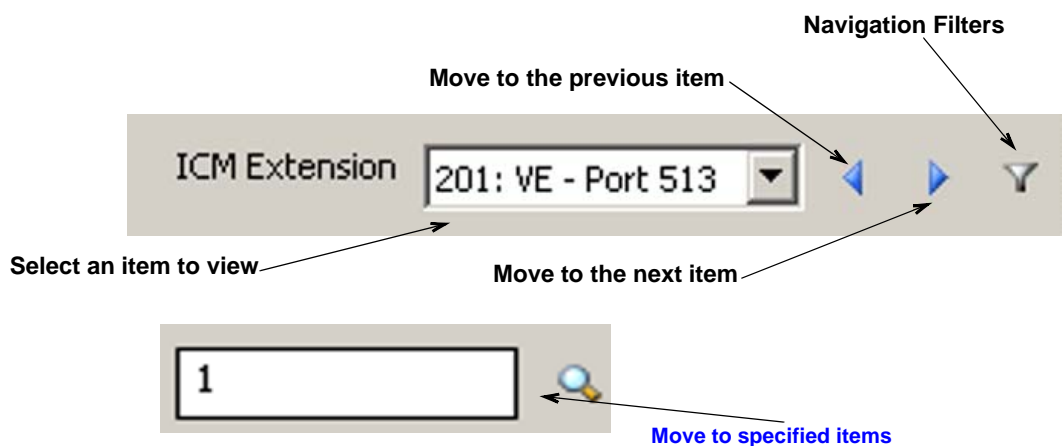 Navigation Filters
Move to the previous item
ICM Extension
201: VE - Port 513
Select an item to view
Move to the next item
1
Move to specified items